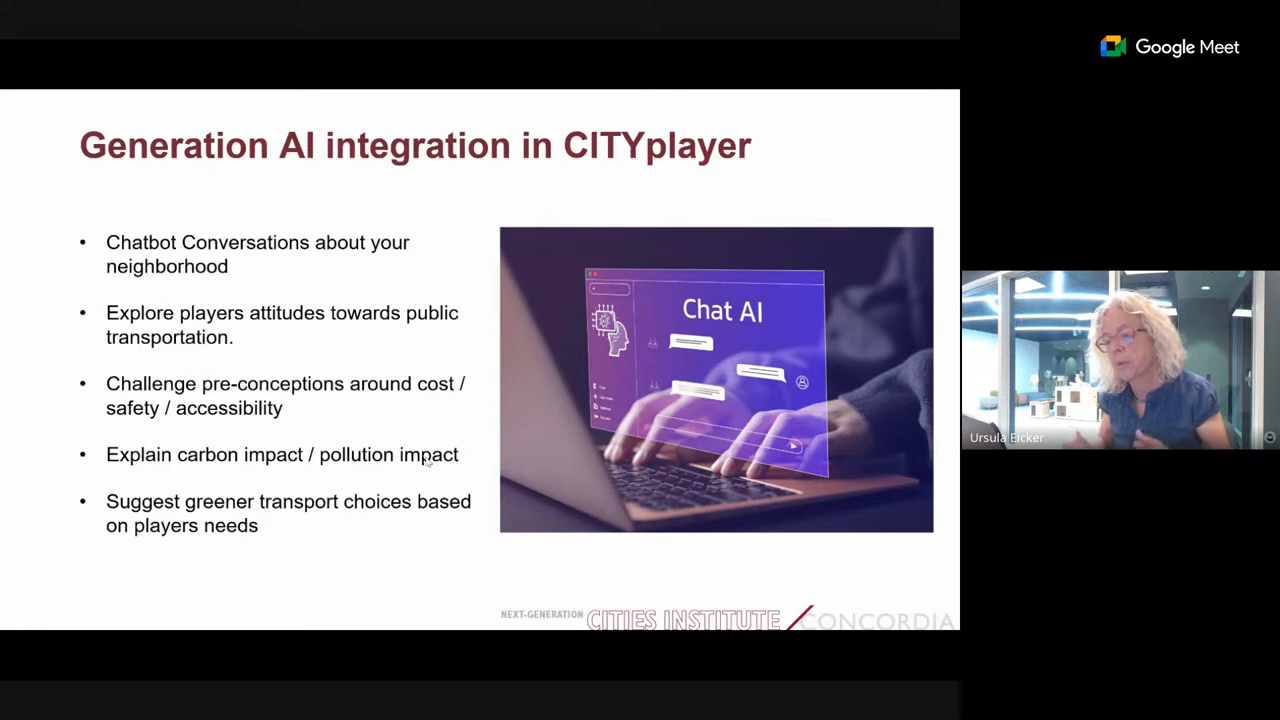 Google Meet
Generation AI integration in CITYplayer
• Chatbot Conversations about your
neighborhood
• Explore players attitudes towards public
transportation.
• Challenge pre-conceptions around cost /
safety / accessibility
• Explain carbon impact / pollution impact
• Suggest greener transport choices based
on players needs
Chat AI
Ursula Eicker
NEXT-GENERATION CITIES INSTITUTE CONCORDIA